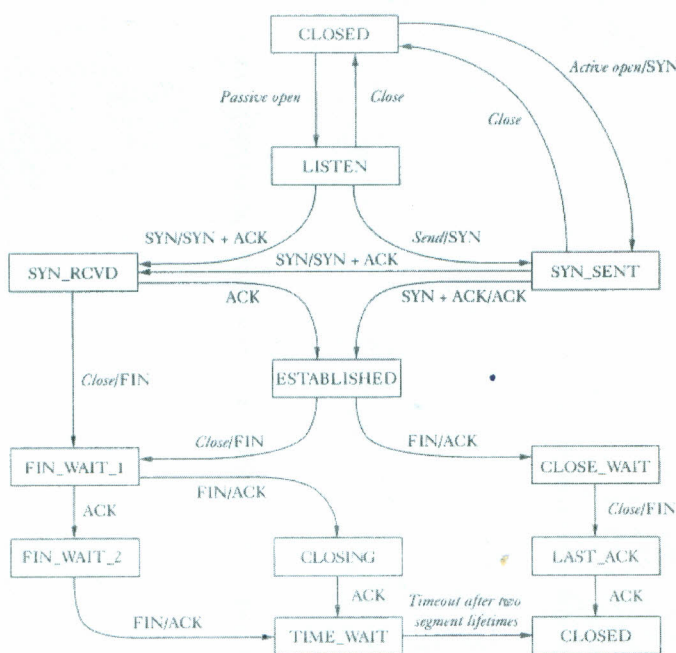 CLOSED
Active open/SYN
Passive open
Close
Close
LISTEN
SYN/SYN + ACK
Send/SYN
SYN/SYN + ACK
SYN_RCVD
SYN_SENT
ACK
SYN + ACK/ACK
Close/FIN
ESTABLISHED
Close/FIN
FIN/ACK
FIN_WAIT_1
CLOSE_WAIT
FIN/ACK
ACK
Close/FIN
FIN_WAIT_2
CLOSING
LAST_ACK
ACK
Timeout after two
segment lifetimes
ACK
FIN/ACK
TIME_WAIT
CLOSED